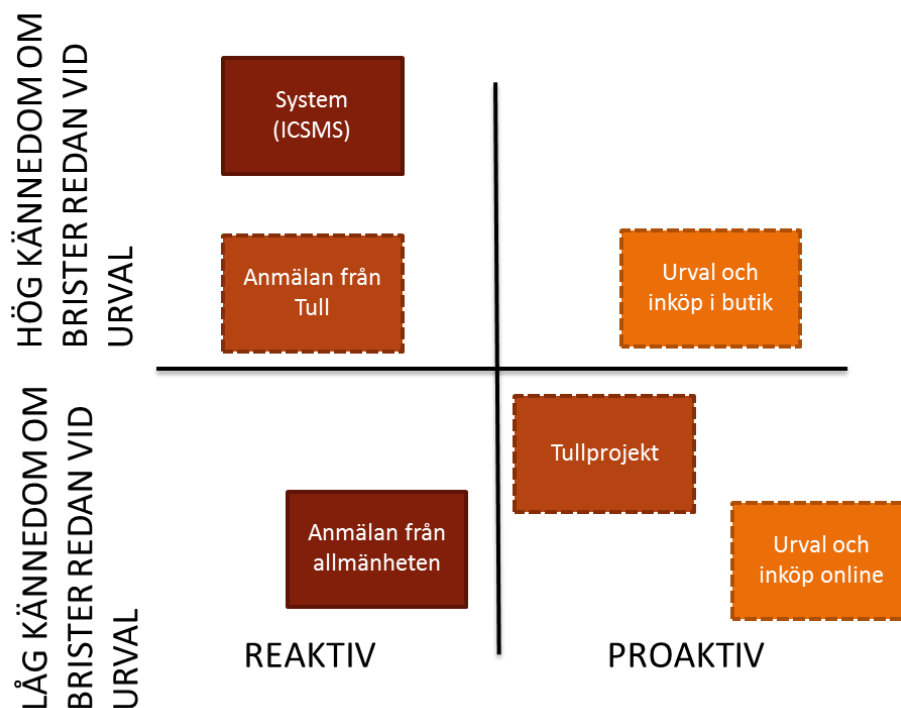 HÖG KÄNNEDOM OM
BRISTER REDAN VID
URVAL
System
(ICSMS)
Anmälan från
Tull
Urval och
inköp i butik
LÅG KÄNNEDOM OM
BRISTER REDAN VID
URVAL
Tullprojekt
Anmälan från
allmänheten
Urval och
inköp online
REAKTIV
PROAKTIV